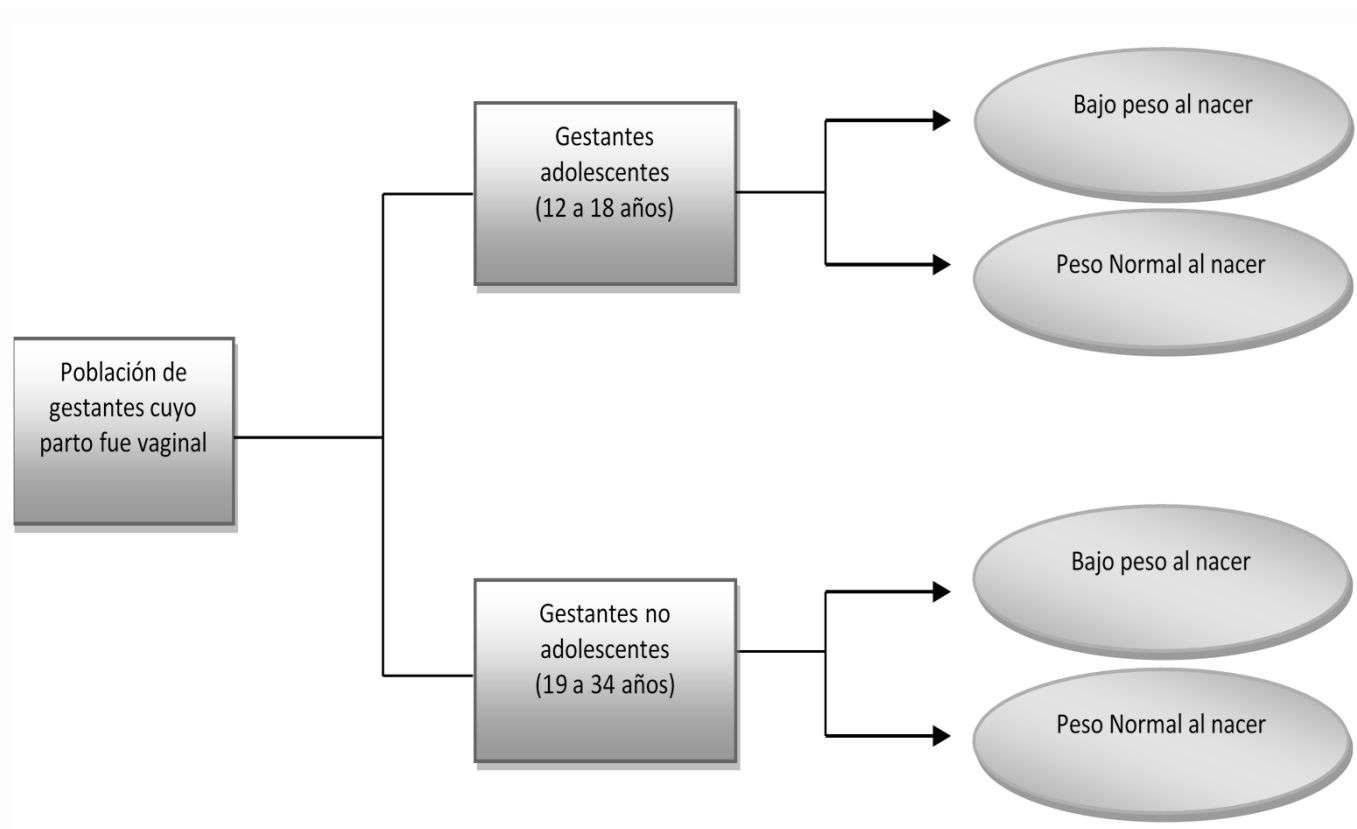 Población de
gestantes cuyo
parto fue vaginal
Gestantes
adolescentes
(12 a 18 años)
Bajo peso al nacer
Peso Normal al nacer
Gestantes no
adolescentes
(19 a 34 años)
Bajo peso al nacer
Peso Normal al nacer